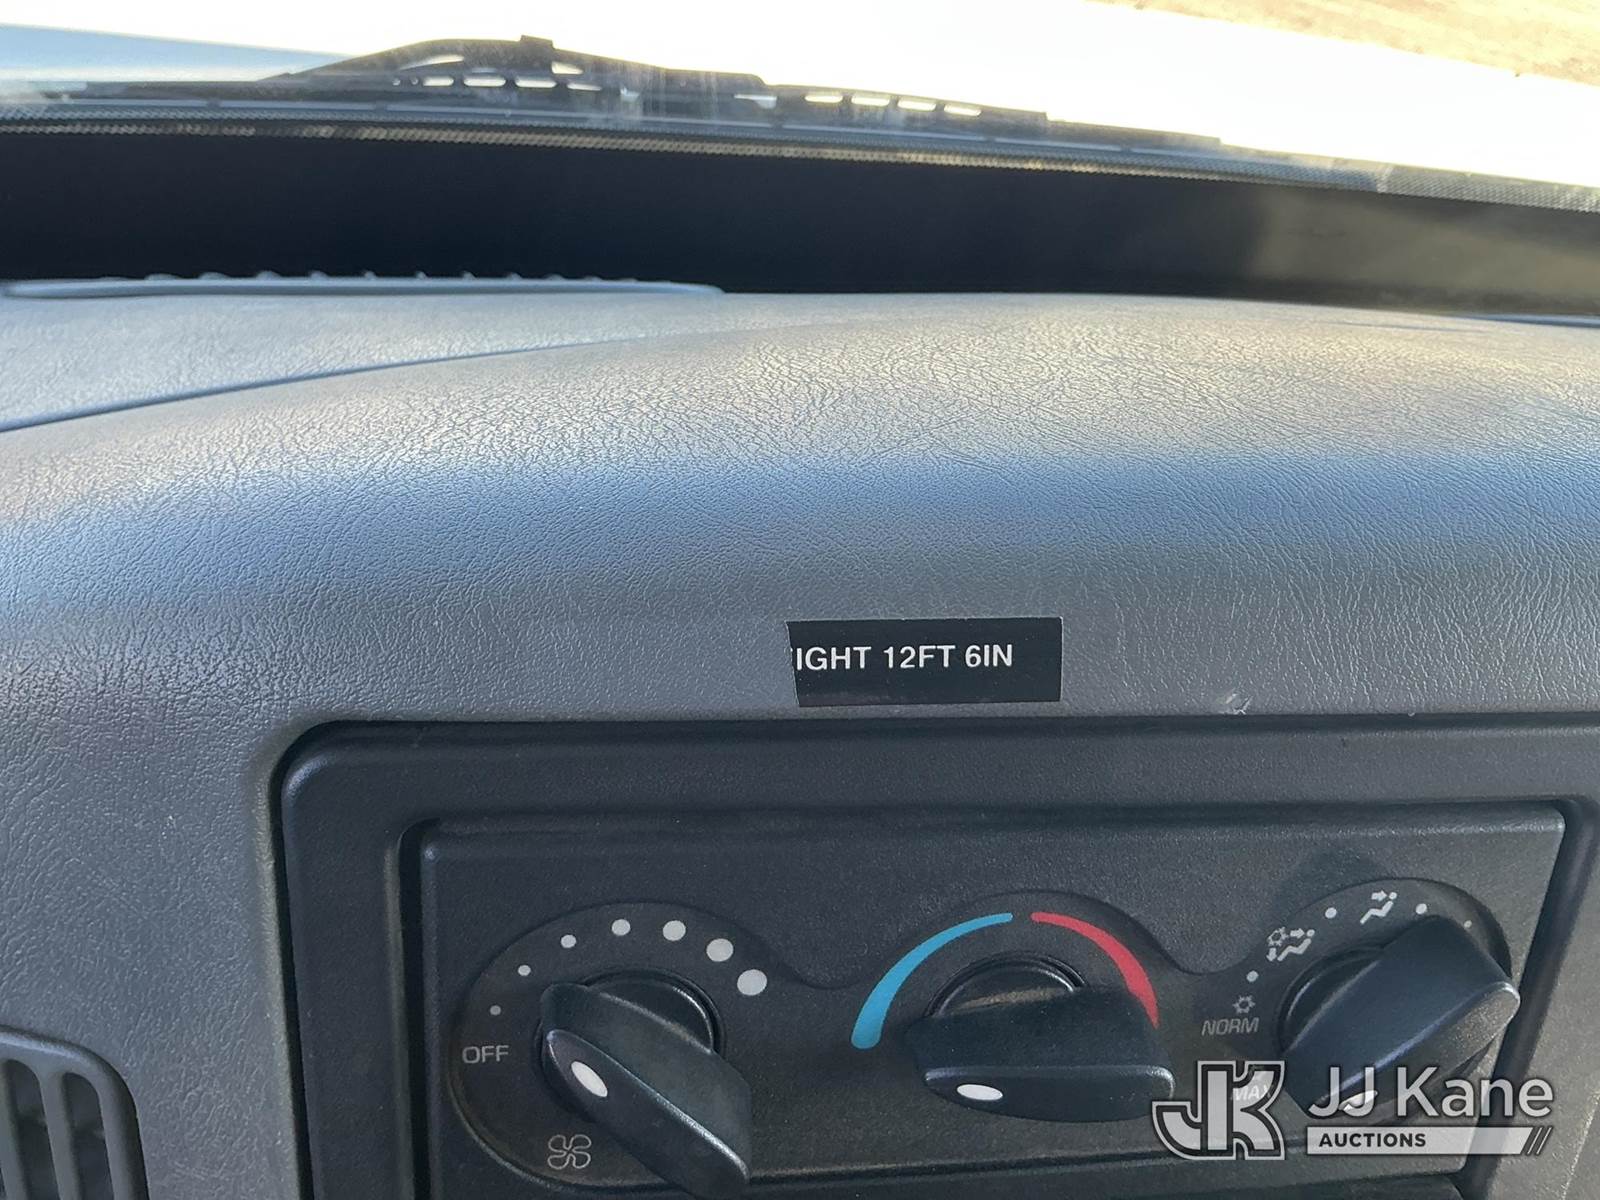 IGHT 12FT 6IN
OFF
NORM
MAX
JJ Kane
AUCTIONS